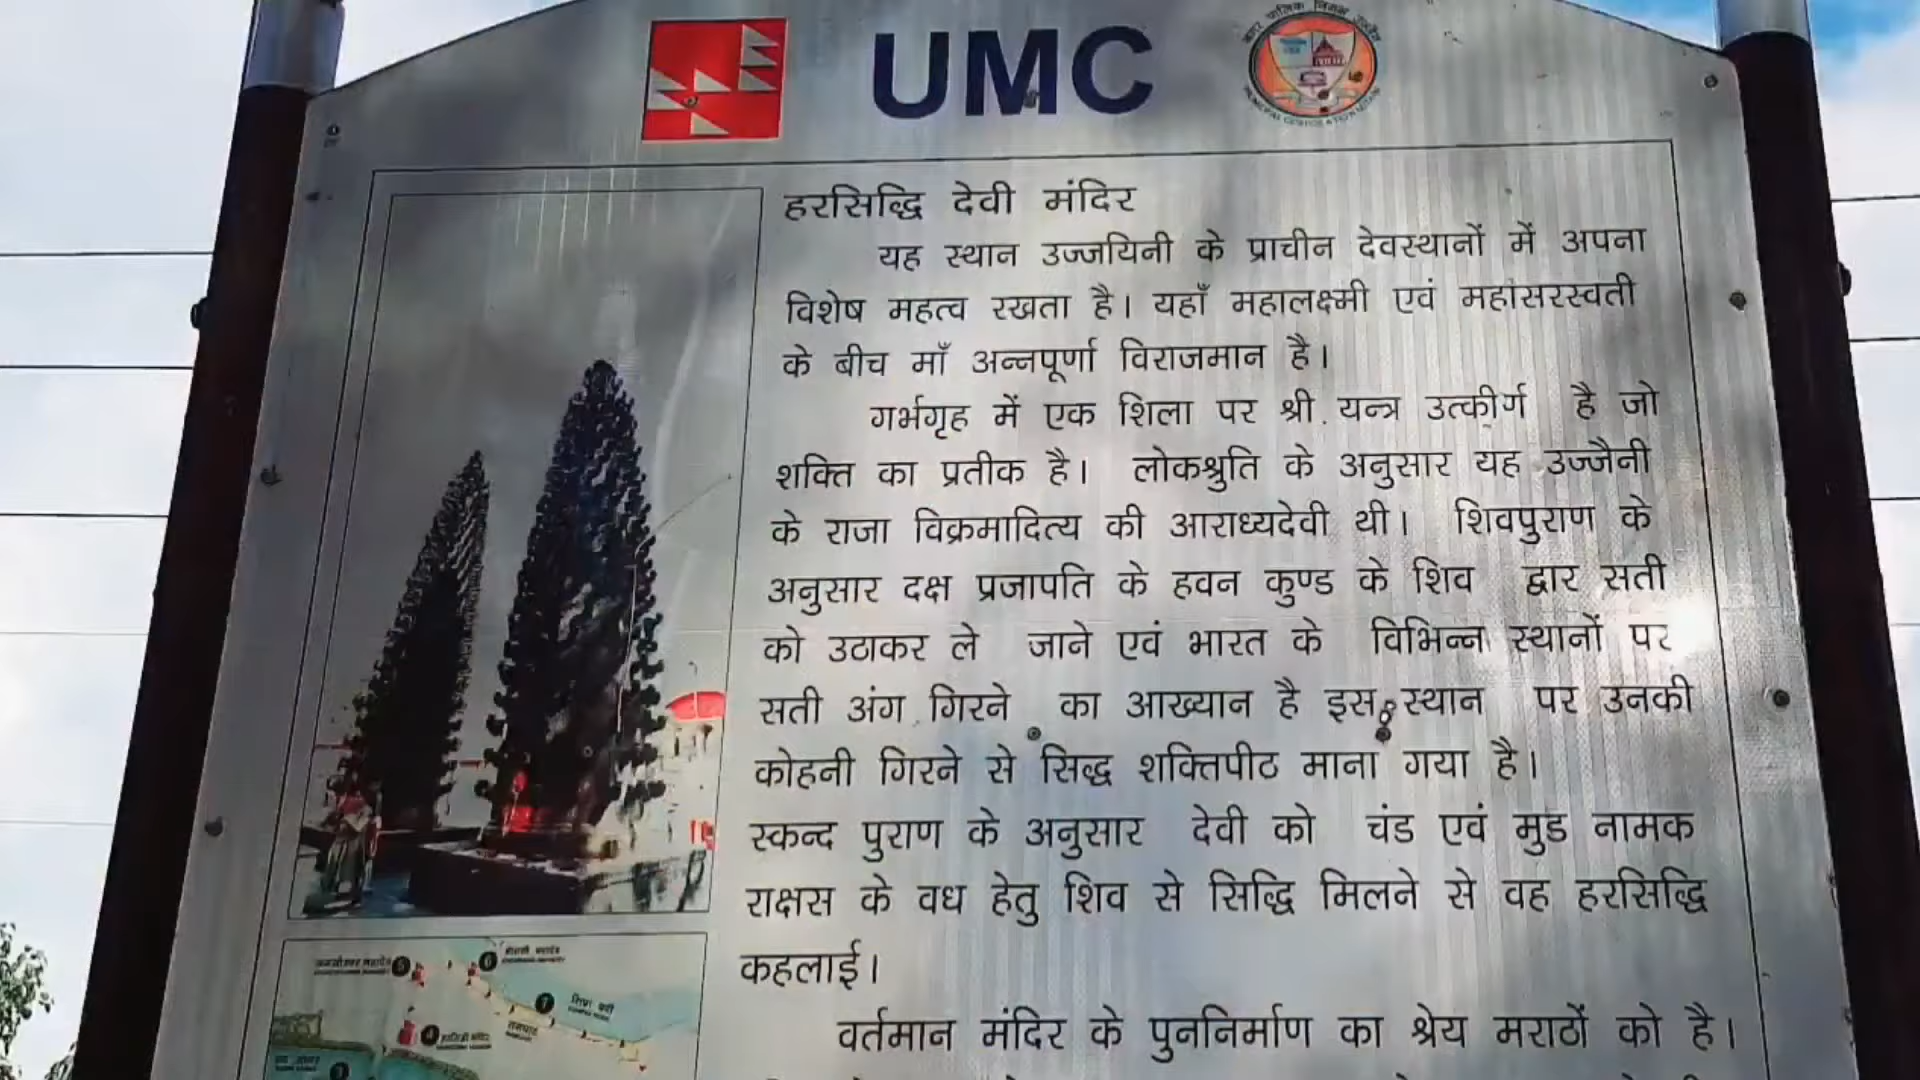 UMC
हरसिद्धि देवी मंदिर
यह स्थान उज्जयिनी के प्राचीन देवस्थानों में अपना
विशेष महत्व रखता है। यहाँ महालक्ष्मी एवं महासरस्वती
के बीच माँ अन्नपूर्णा विराजमान है।
गर्भगृह में एक शिला पर श्री यन्त्र उत्कीर्ण है जो
शक्ति का प्रतीक है। लोकश्रुति के अनुसार यह उज्जैनी
के राजा विक्रमादित्य की आराध्यदेवी थी। शिवपुराण के
अनुसार दक्ष प्रजापति के हवन कुण्ड के शिव द्वार सती
को उठाकर ले जाने एवं भारत के विभिन्न स्थानों पर
सती अंग गिरने का आख्यान है इस स्थान पर उनकी
कोहनी गिरने से सिद्ध शक्तिपीठ माना गया है।
स्कन्द पुराण के अनुसार देवी को चंड एवं मुड नामक
राक्षस के वध हेतु शिव से सिद्धि मिलने से वह हरसिद्धि
कहलाई।
वर्तमान मंदिर के पुननिर्माण का श्रेय मराठों को है।